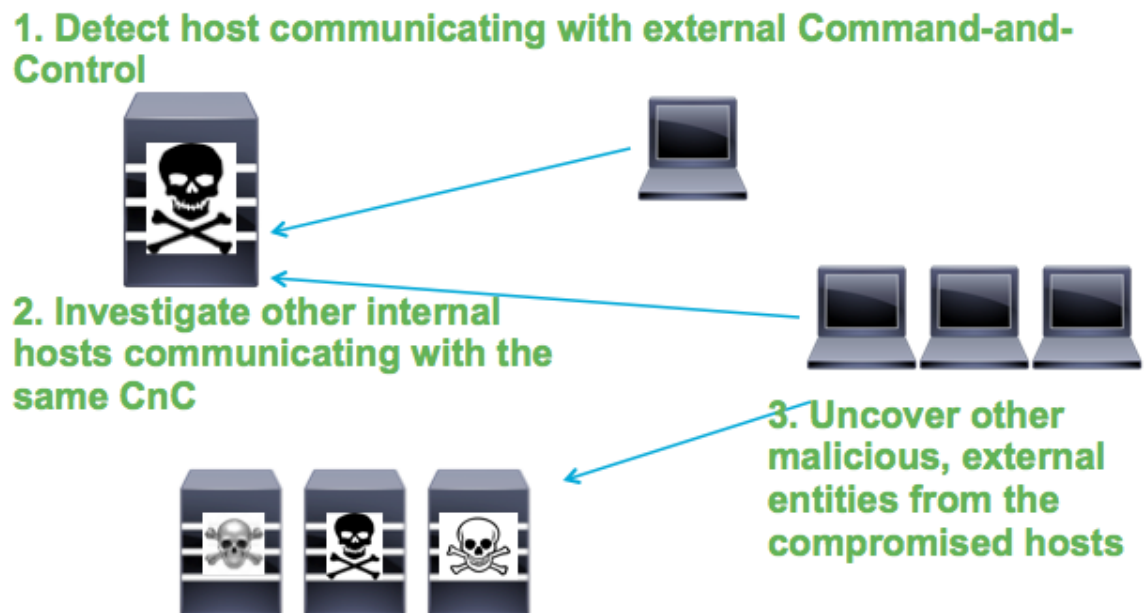 1. Detect host communicating with external Command-and-
Control
2. Investigate other internal
hosts communicating with the
same CnC
3. Uncover other
malicious, external
entities from the
compromised hosts